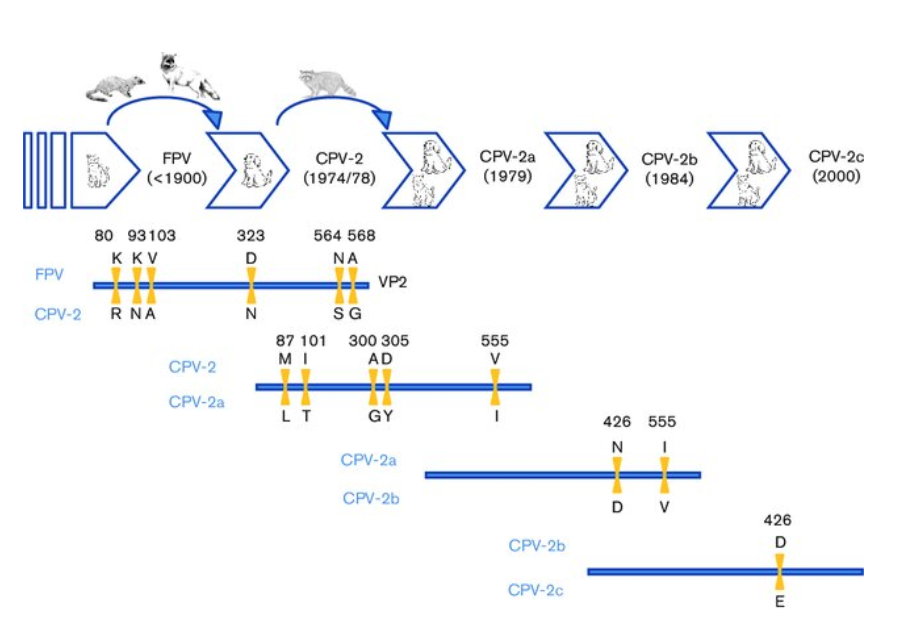 FPV
(<1900)
CPV-2
(1974/78)
CPV-2a
(1979)
CPV-2b
(1984)
CPV-2c
(2000)
80 93 103 323 564 568
K K V D N A
FPV
VP2
CPV-2
R N A N S G
87 101 300 305 555
M I A D V
CPV-2
CPV-2a
L T G Y I
426 555
N I
CPV-2a
CPV-2b
D V
426
D
CPV-2b
CPV-2c
E